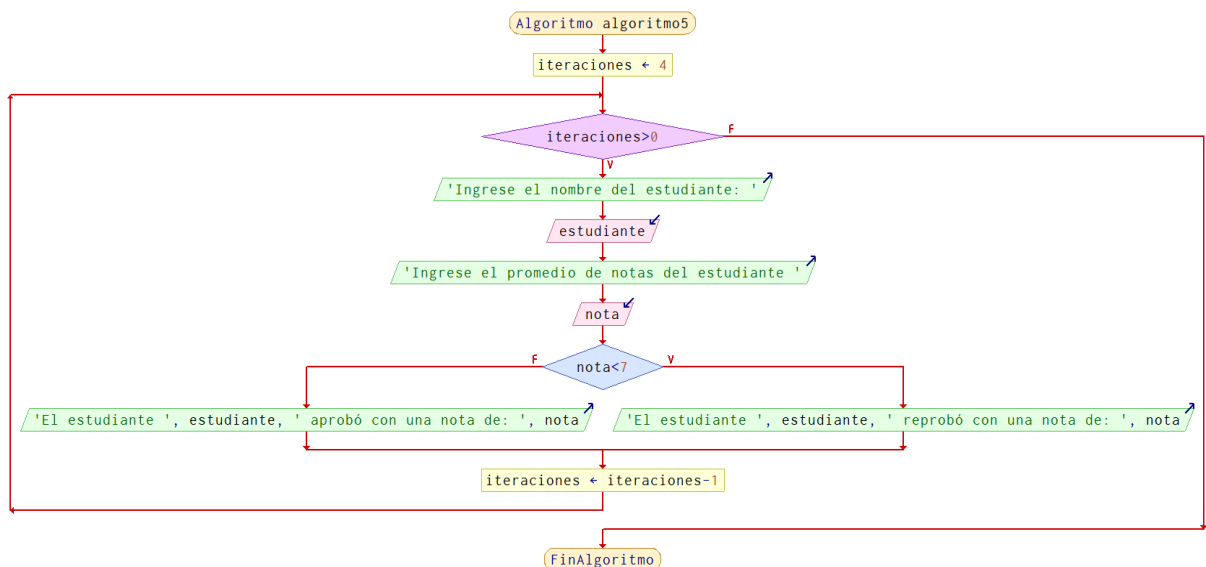 Algoritmo algoritmo5
iteraciones ← 4
iteraciones>0
F
V
'Ingrese el nombre del estudiante: '
estudiante
'Ingrese el promedio de notas del estudiante '
nota
F
nota<7
V
'El estudiante ', estudiante, ' aprobó con una nota de: ', nota
'El estudiante ', estudiante, ' reprobó con una nota de: ', nota
iteraciones ← iteraciones-1
FinAlgoritmo